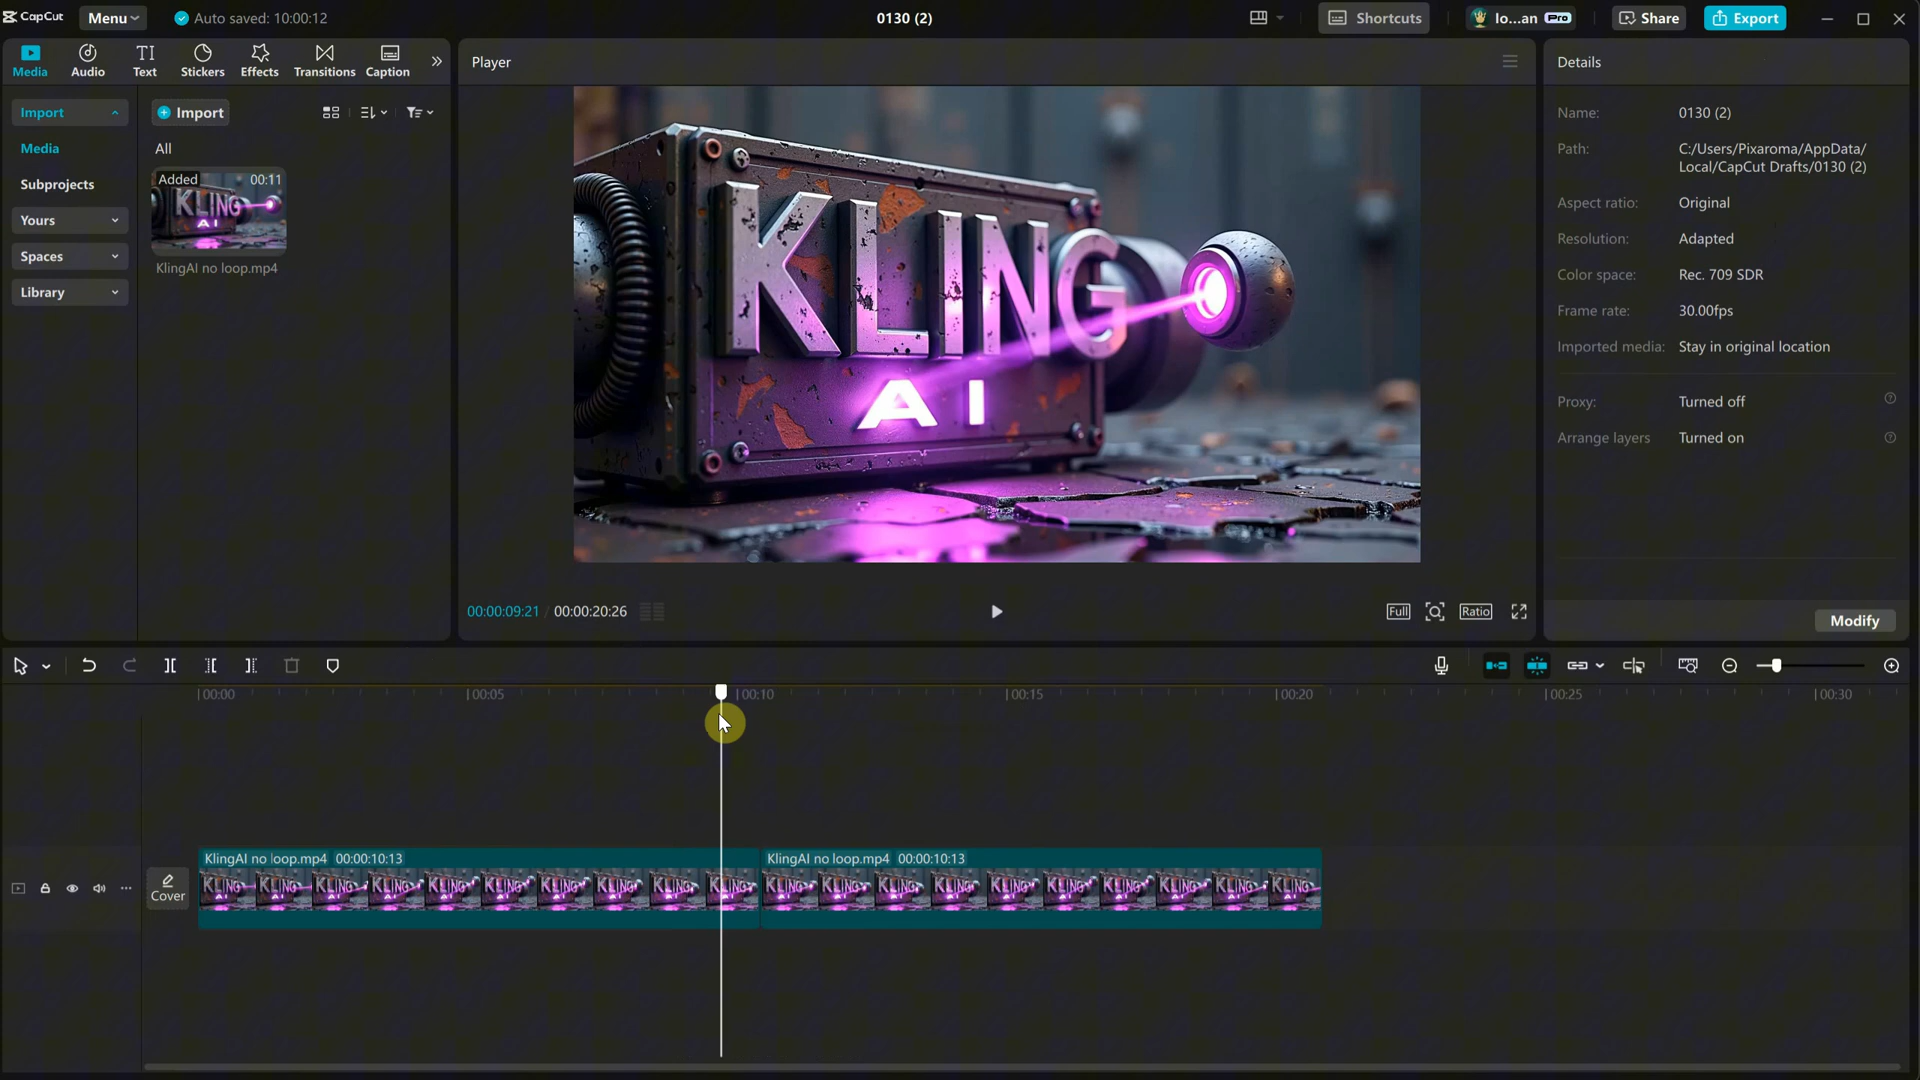 CapCut
Menu
Auto saved: 10:00:12
0130 (2)
Shortcuts
lo...an Pro
Share
Export
Media
Audio
TI
Text
Stickers
Effects
Transitions
Caption
Player
Details
Import
Import
Media
All
Subprojects
Added 00:11
KLING
AI
KlingAI no loop.mp4
Yours
Spaces
Library
KLING
AI
Name: 0130 (2)
Path: C:/Users/Pixaroma/AppData/
Local/CapCut Drafts/0130 (2)
Aspect ratio: Original
Resolution: Adapted
Color space: Rec. 709 SDR
Frame rate: 30.00fps
Imported media: Stay in original location
Proxy: Turned off
Arrange layers Turned on
Modify
00:00:09:21 / 00:00:20:26
Full
Ratio
00:00 00:05 00:10 00:15 00:20 00:25 00:30
Cover
KlingAI no loop.mp4 00:00:10:13
KlingAI no loop.mp4 00:00:10:13